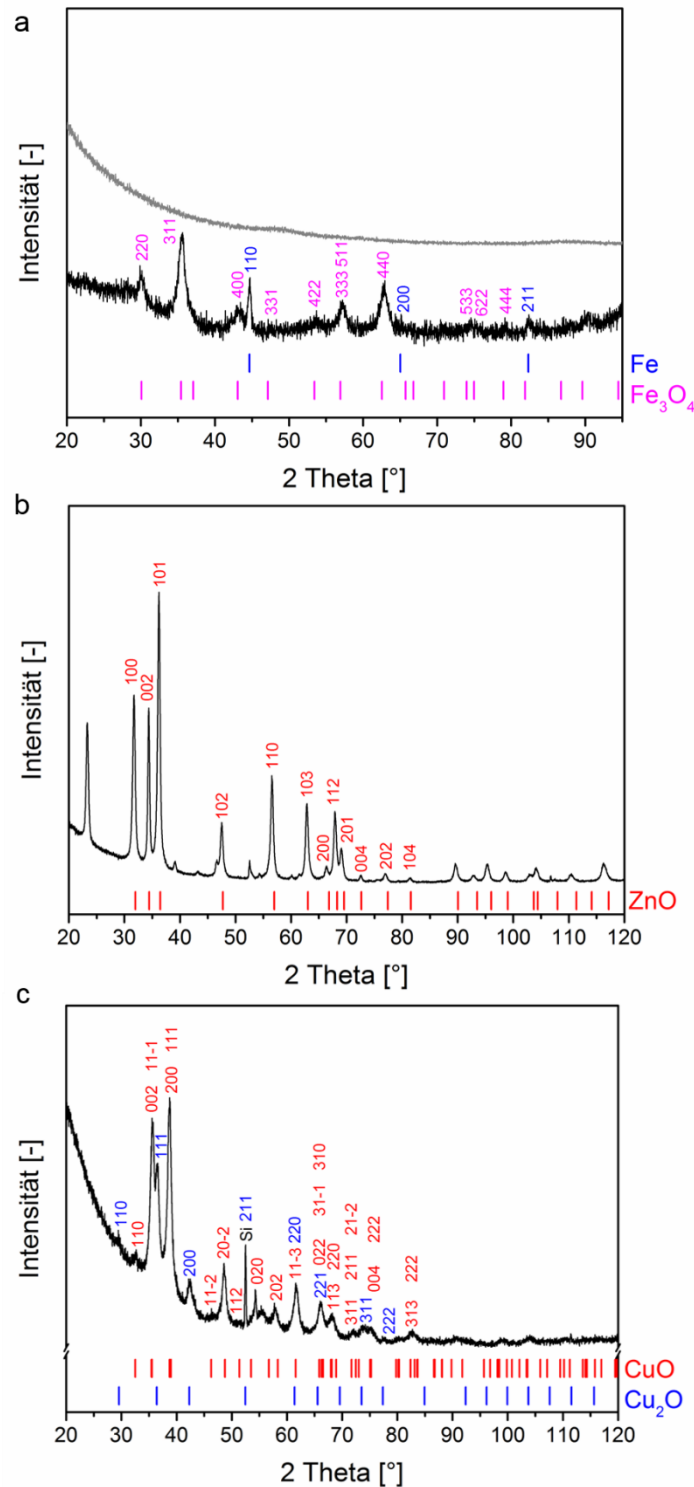 a
Intensität [-]
220
311
400
110
331
422
333 511
440
200
533
622
444
211
Fe
Fe3O4
20 30 40 50 60 70 80 90
2 Theta [°]
b
Intensität [-]
100
002
101
102
110
103
200
112
201
004
202
104
ZnO
20 30 40 50 60 70 80 90 100 110 120
2 Theta [°]
c
Intensität [-]
110
110
002 11-1
111
200 111
200
11-2
20-2
112
Si 211
020
202
11-3 220
221 022 31-1 310
113 220
311 211 21-2
311 004 222
222
313 222
CuO
Cu2O
20 30 40 50 60 70 80 90 100 110 120
2 Theta [°]